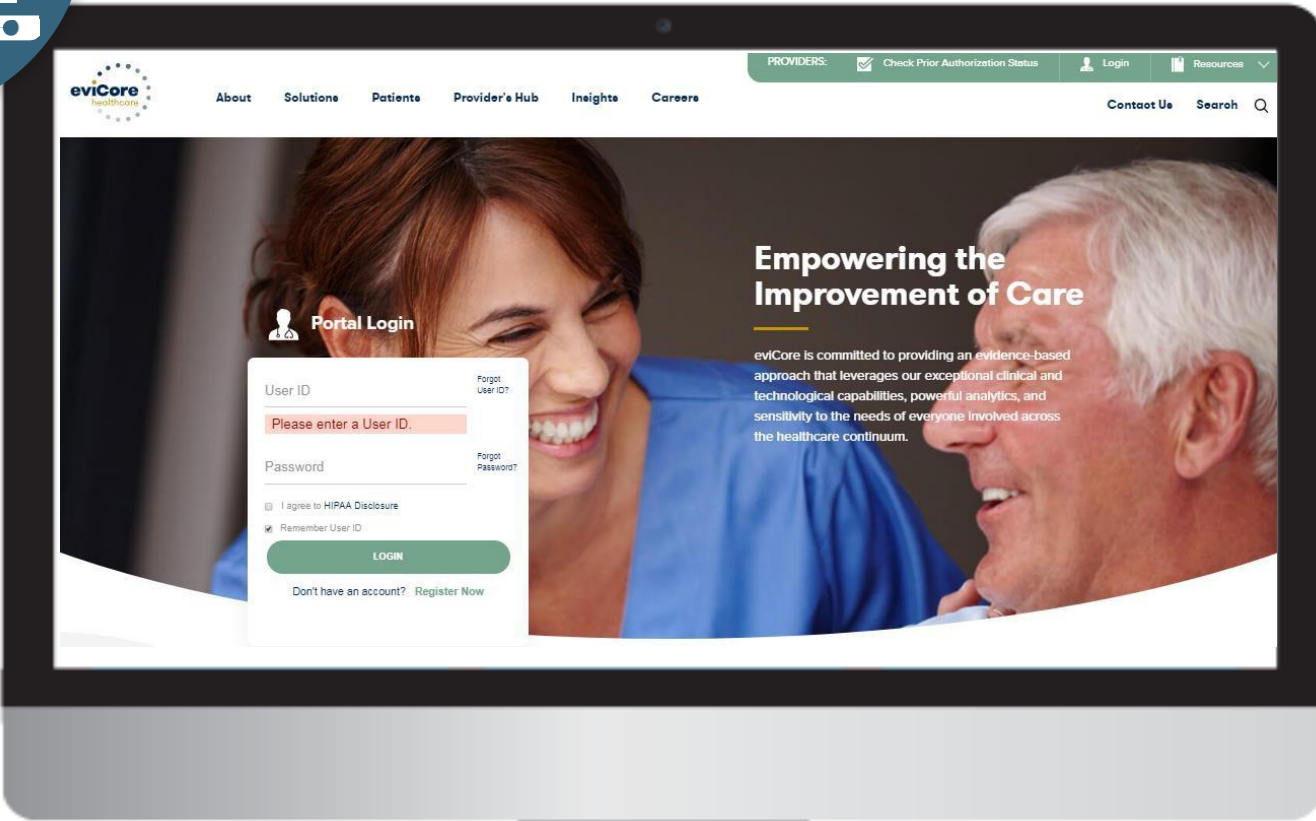 PROVIDERS: Check Prior Authorization Status Login Resources
eviCore
healthcare
About Solutions Patients Provider's Hub Insights Careers
Contact Us Search
Empowering the
Improvement of Care
eviCore is committed to providing an evidence-based
approach that leverages our exceptional clinical and
technological capabilities, powerful analytics, and
sensitivity to the needs of everyone involved across
the healthcare continuum.
Portal Login
User ID
Forgot
User ID?
Please enter a User ID.
Password
Forgot
Password?
I agree to HIPAA Disclosure
Remember User ID
LOGIN
Don't have an account? Register Now